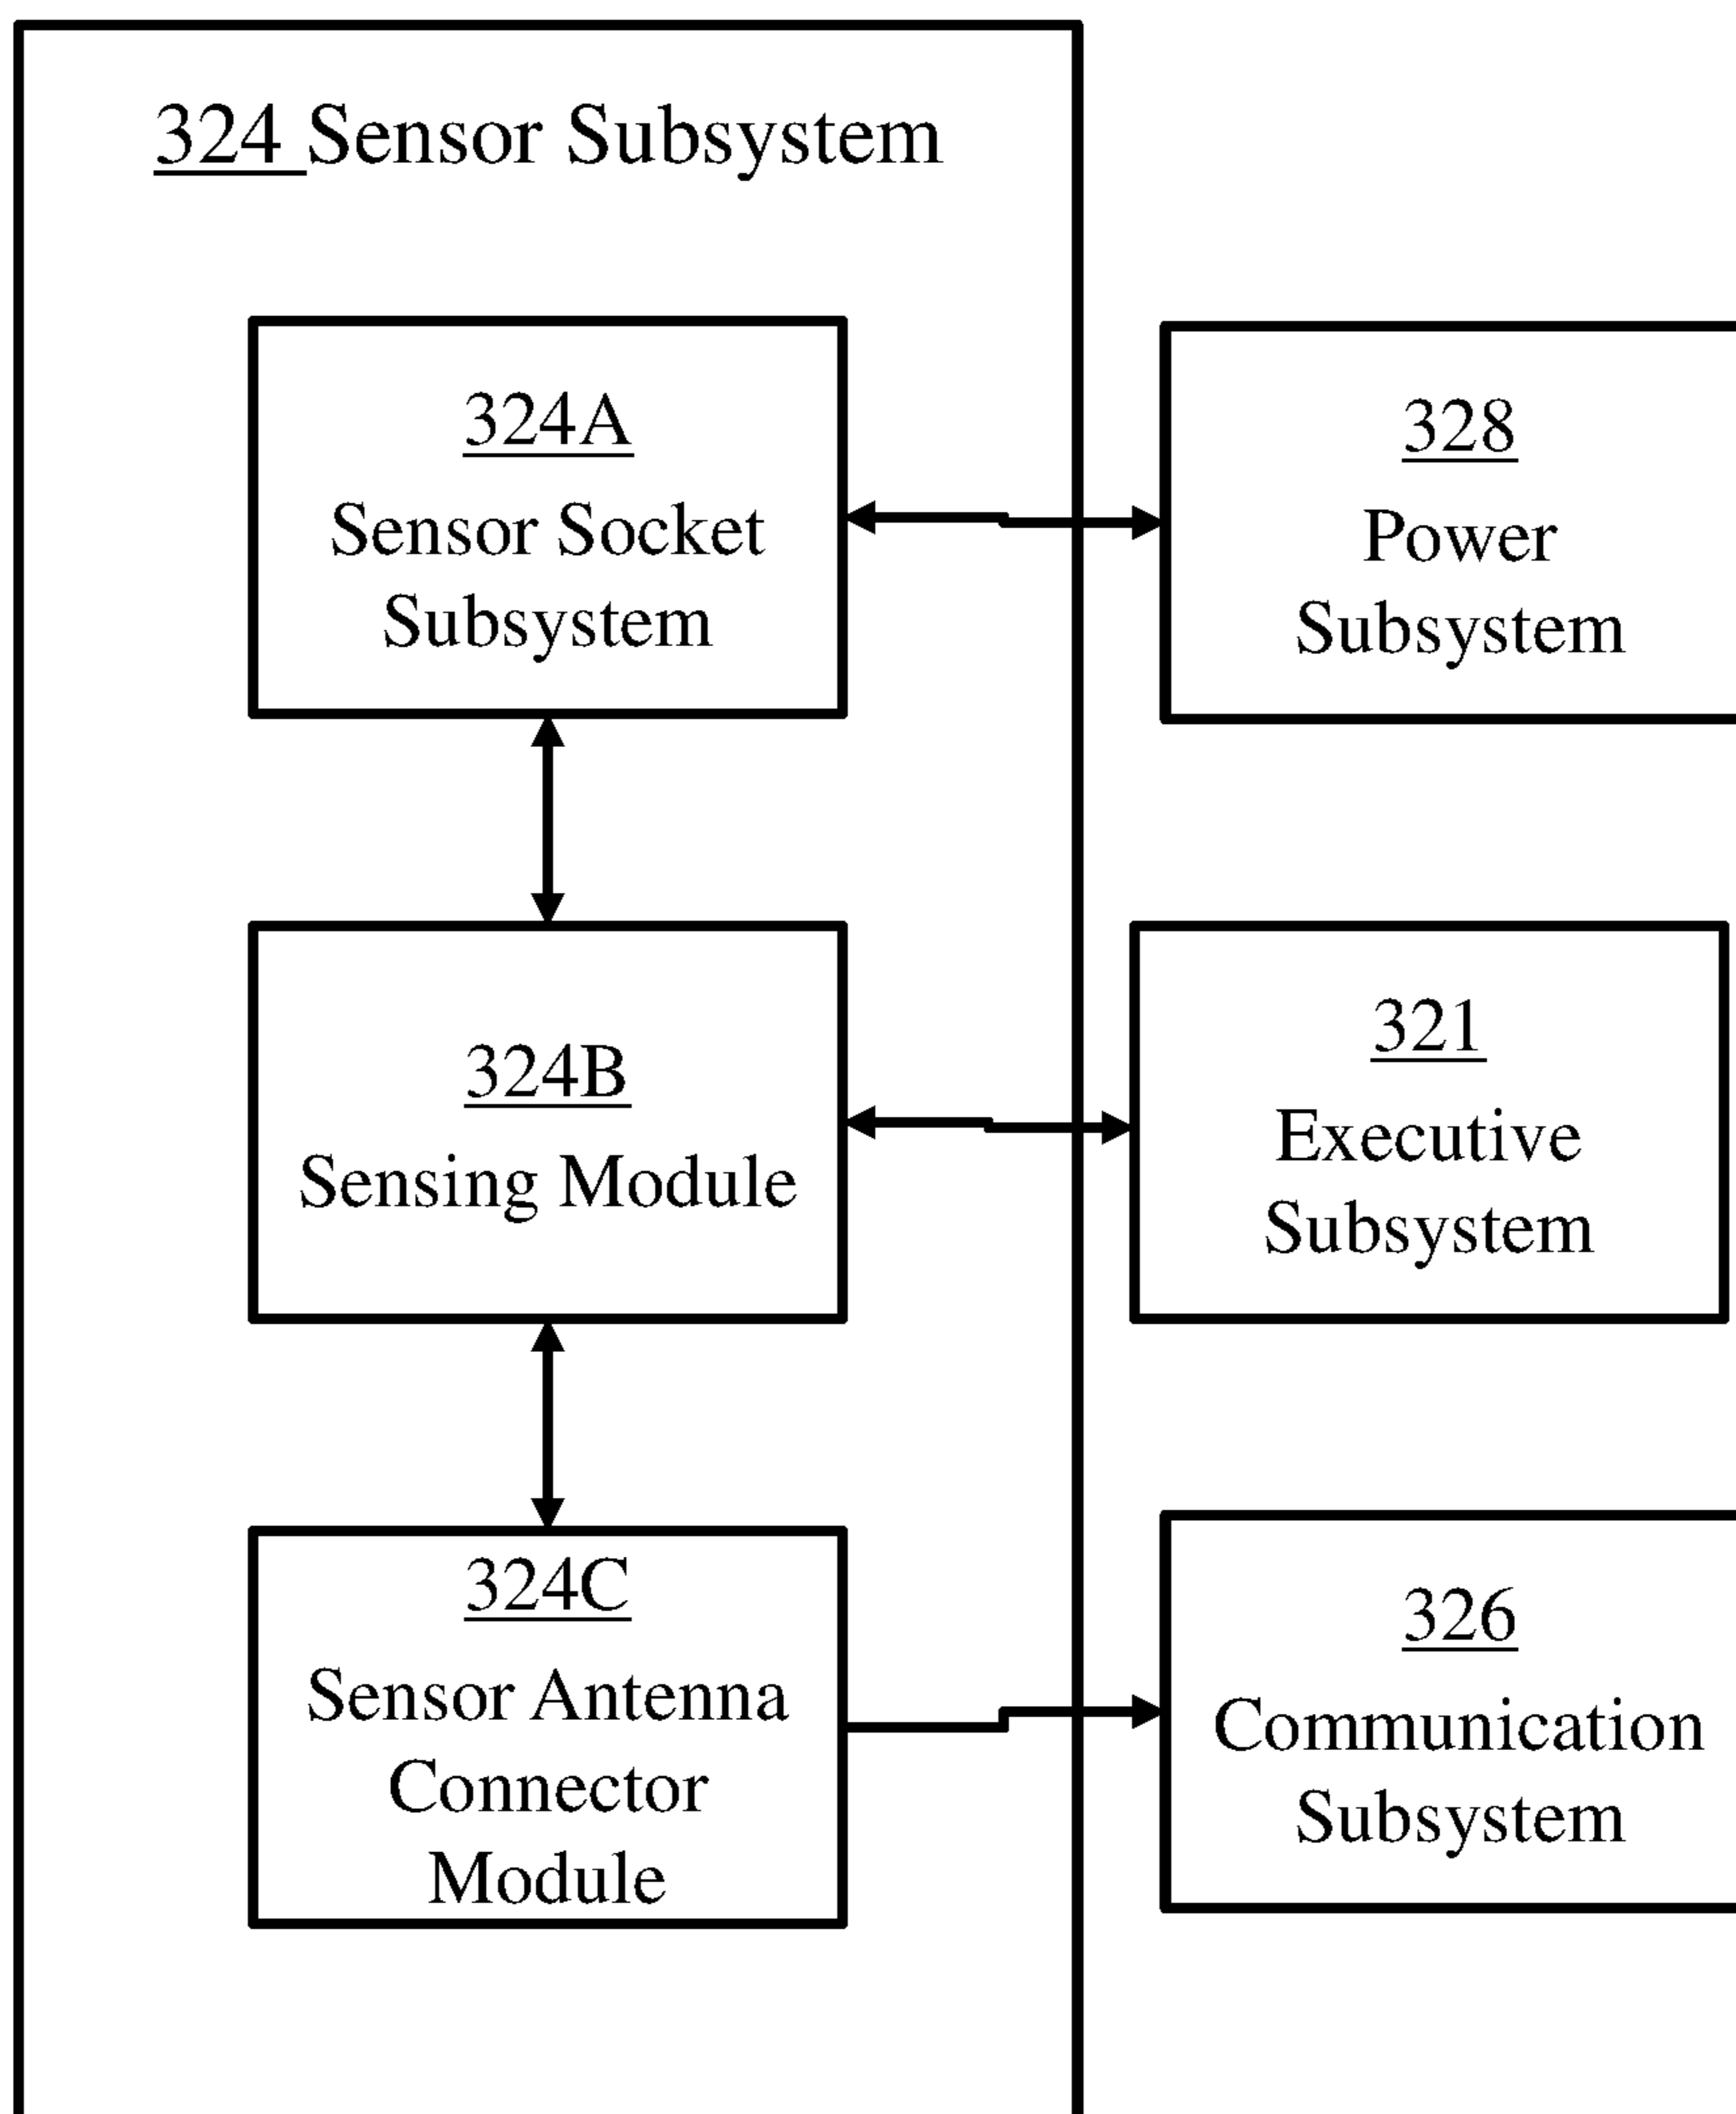 324 Sensor Subsystem
324A
Sensor Socket
Subsystem
328
Power
Subsystem
324B
Sensing Module
321
Executive
Subsystem
324C
Sensor Antenna
Connector
Module
326
Communication
Subsystem